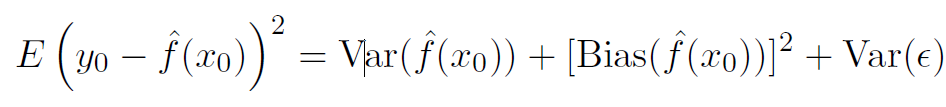 E(y₀ − f̂(x₀))² = Var(f̂(x₀)) + [Bias(f̂(x₀))]² + Var(ϵ)